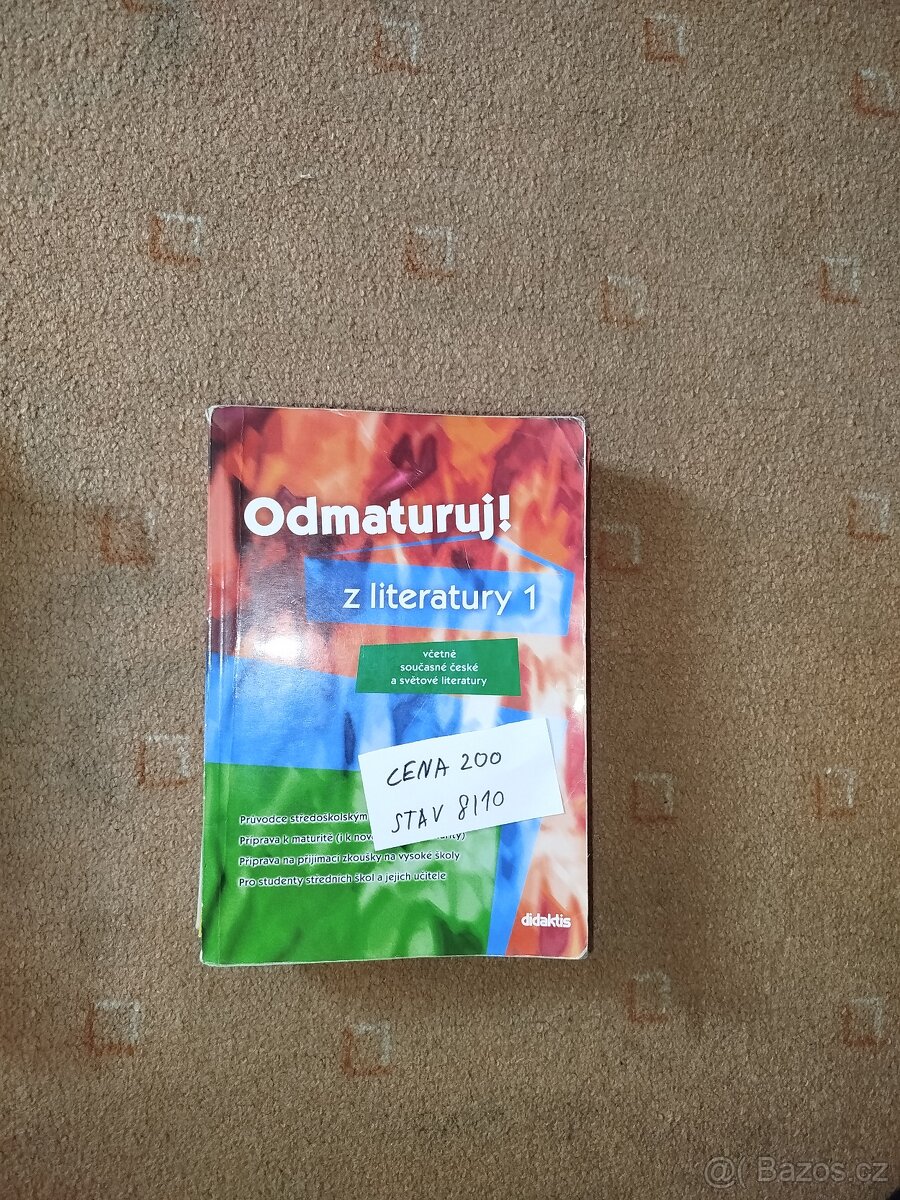 Odmaturuj!
z literatury 1
včetně
současné české
a světové literatury
CENA 200
STAV 8/10
Průvodce středoškolským
Příprava k maturitě (i k nov
Příprava na přijímací zkoušky na vysoké školy
Pro studenty středních škol a jejich učitele
didaktis
@( Bazos.cz